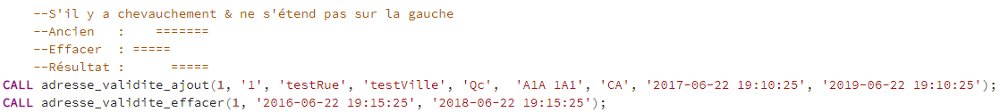 --S'il y a chevauchement & ne s'étend pas sur la gauche
--Ancien   :    =======
--Effacer  : =====
--Résultat :      =====
CALL adresse_validite_ajout(1, '1', 'testRue', 'testVille', 'Qc',  'A1A 1A1', 'CA', '2017-06-22 19:10:25', '2019-06-22 19:10:25');
CALL adresse_validite_effacer(1, '2016-06-22 19:15:25', '2018-06-22 19:15:25');